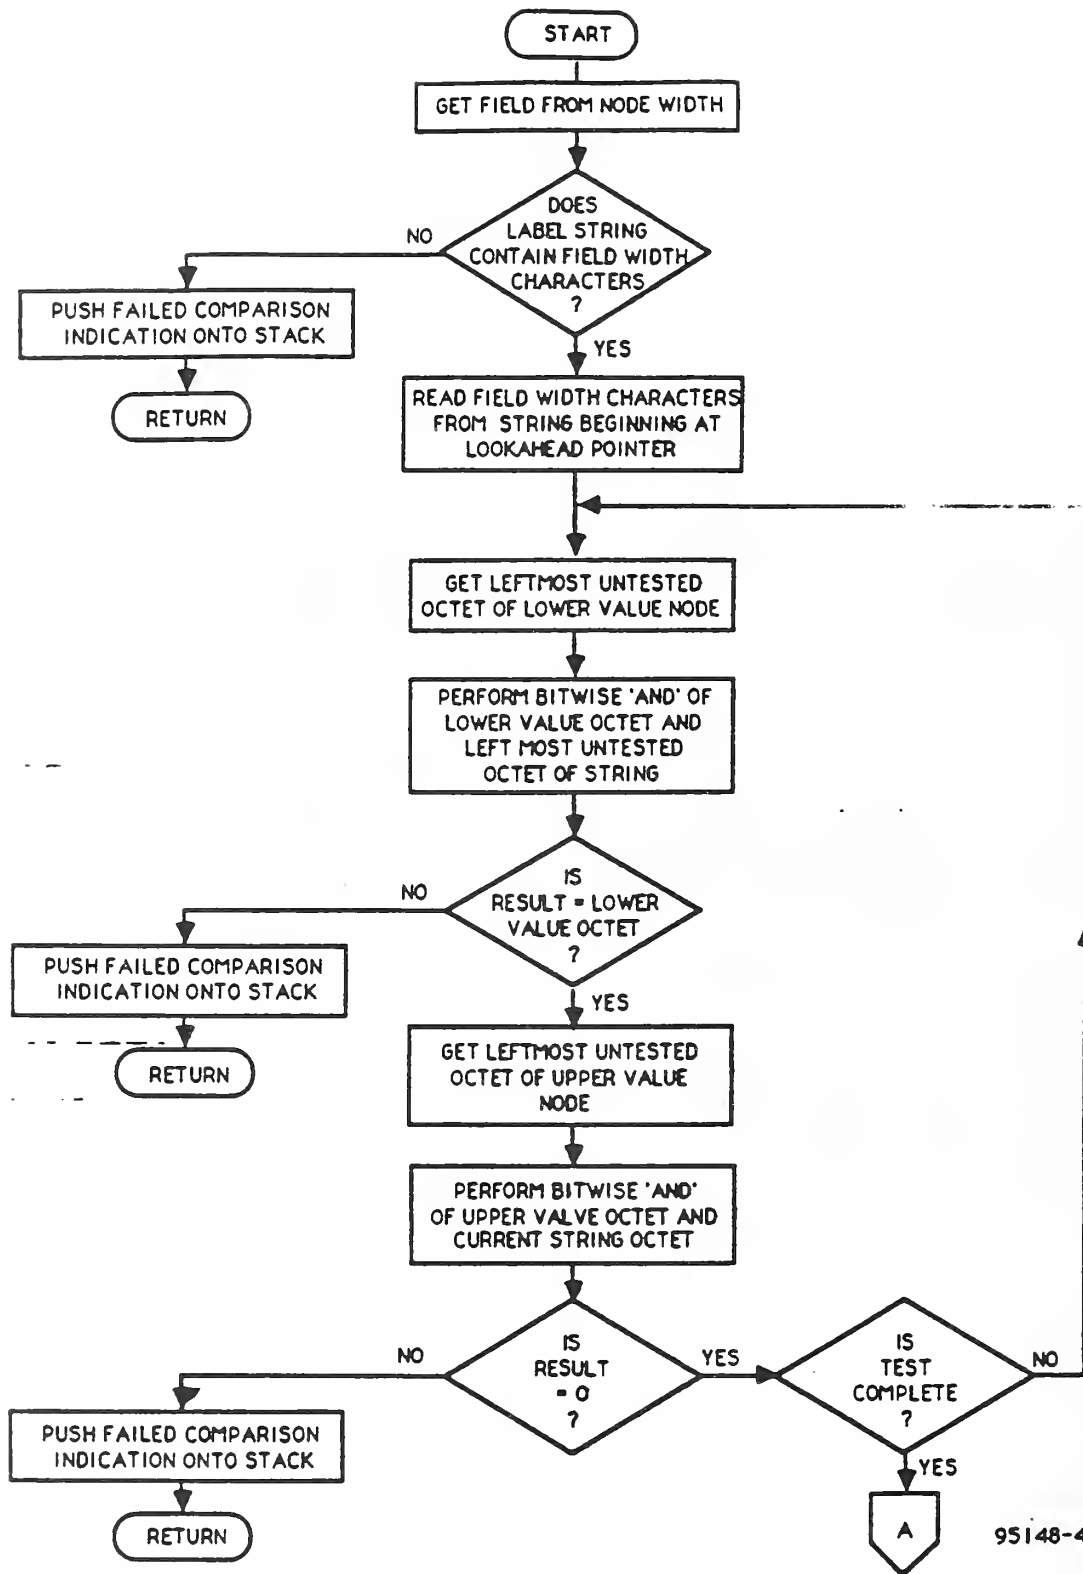 START
GET FIELD FROM NODE WIDTH
DOES
LABEL STRING
CONTAIN FIELD WIDTH
CHARACTERS
?
NO
PUSH FAILED COMPARISON
INDICATION ONTO STACK
RETURN
YES
READ FIELD WIDTH CHARACTERS
FROM STRING BEGINNING AT
LOOKAHEAD POINTER
GET LEFTMOST UNTESTED
OCTET OF LOWER VALUE NODE
PERFORM BITWISE 'AND' OF
LOWER VALUE OCTET AND
LEFT MOST UNTESTED
OCTET OF STRING
IS
RESULT = LOWER
VALUE OCTET
?
NO
PUSH FAILED COMPARISON
INDICATION ONTO STACK
RETURN
YES
GET LEFTMOST UNTESTED
OCTET OF UPPER VALUE
NODE
PERFORM BITWISE 'AND'
OF UPPER VALVE OCTET AND
CURRENT STRING OCTET
IS
RESULT
= 0
?
NO
PUSH FAILED COMPARISON
INDICATION ONTO STACK
RETURN
YES
IS
TEST
COMPLETE
?
NO
YES
A
95148-4